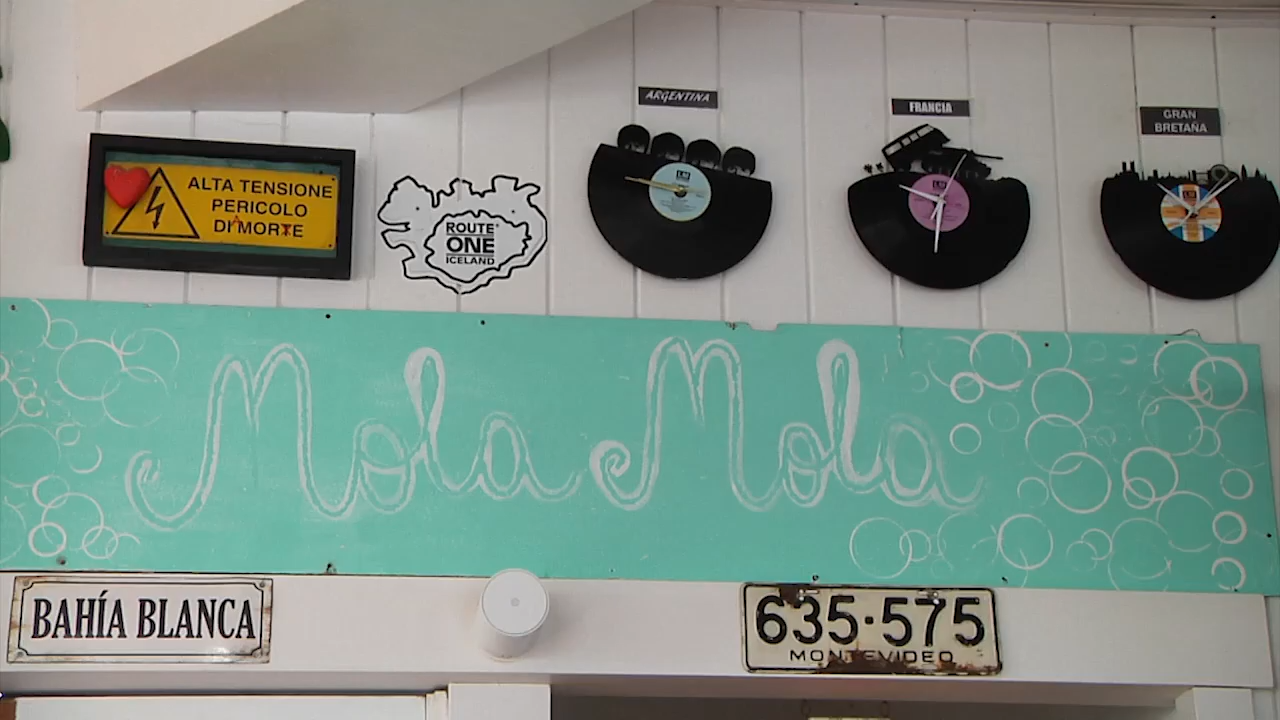 ARGENTINA
FRANCIA
GRAN
BRETAÑA
ALTA TENSIONE
PERICOLO
DI MORTE
ROUTE
ONE
ICELAND
Mola Mola
BAHÍA BLANCA
635·575
MONTEVIDEO